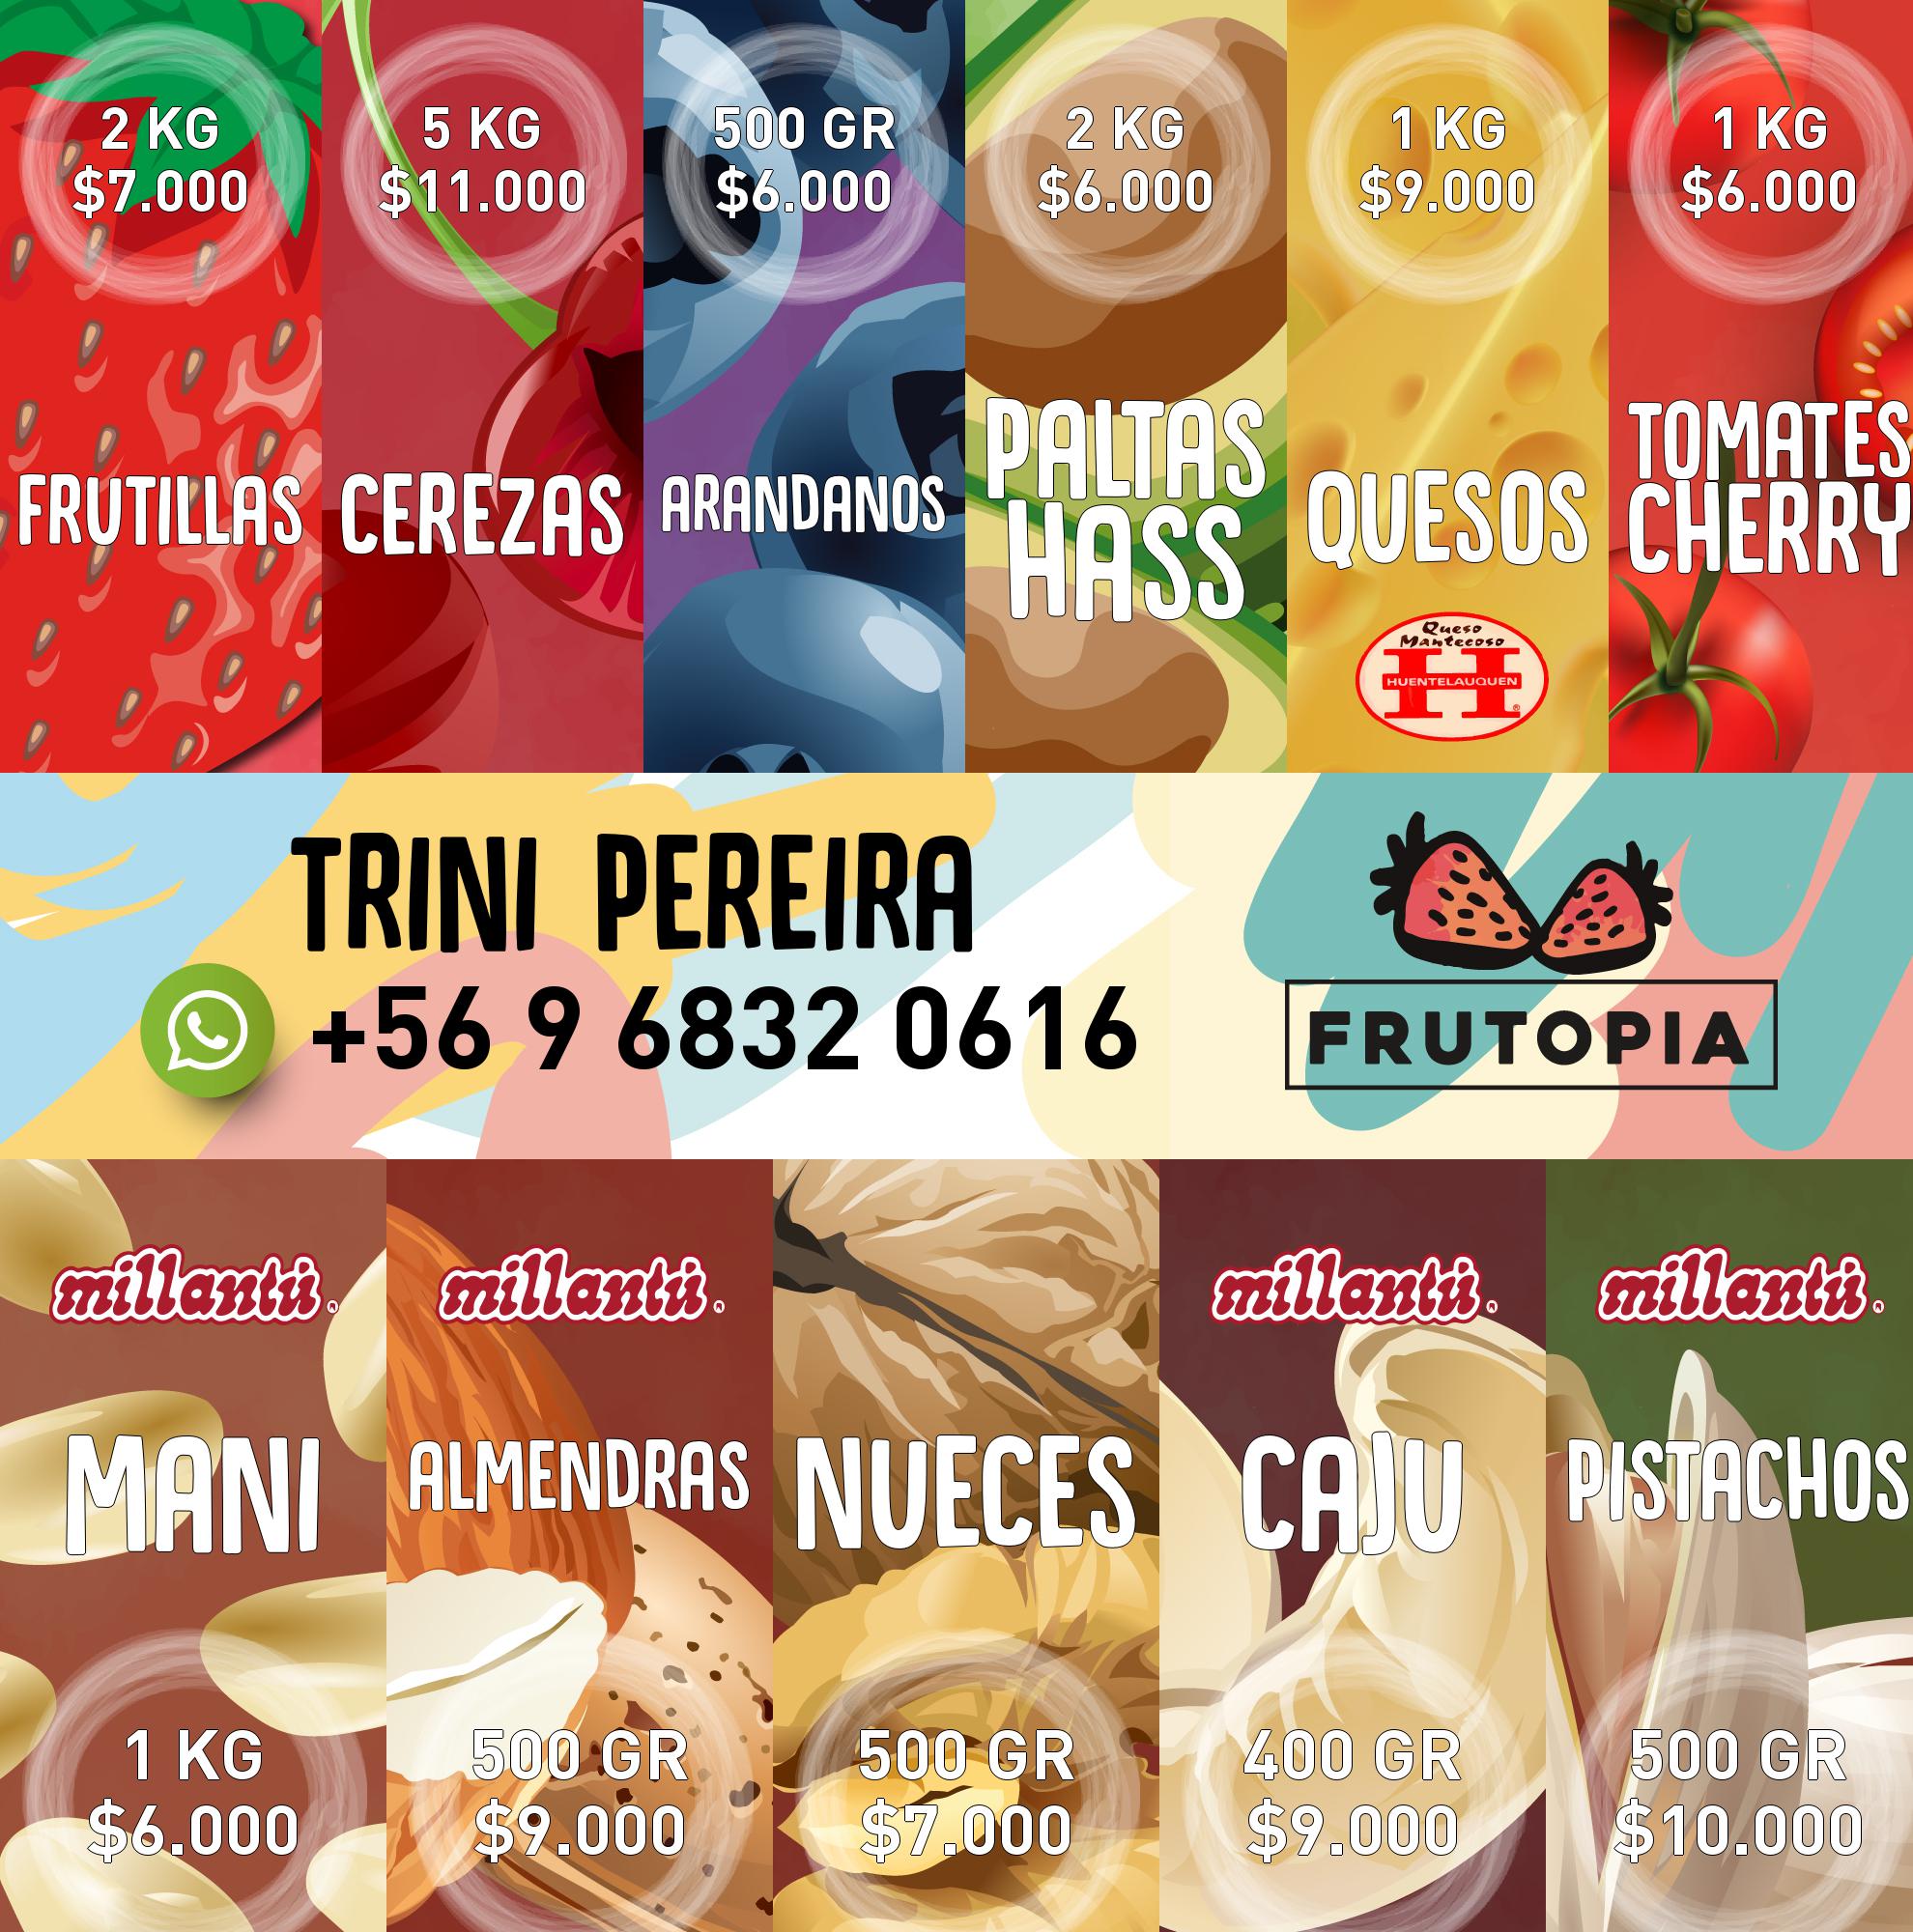 2 KG
$7.000
FRUTILLAS
5 KG
$11.000
CEREZAS
500 GR
$6.000
ARANDANOS
2 KG
$6.000
PALTAS
HASS
1 KG
$9.000
QUESOS
Queso
Mantecoso
H
HUENTELAUQUEN
®
1 KG
$6.000
TOMATES
CHERRY
TRINI PEREIRA
+56 9 6832 0616
FRUTOPIA
millantú®
MANI
1 KG
$6.000
millantú®
ALMENDRAS
500 GR
$9.000
NUECES
500 GR
$7.000
millantú®
CAJU
400 GR
$9.000
millantú®
PISTACHOS
500 GR
$10.000